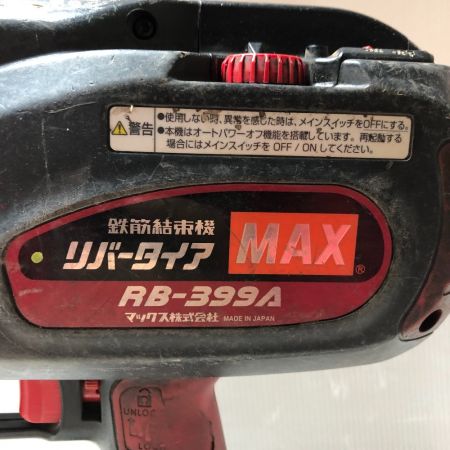 警告
●使用しない時、異常を感じた時は、メインスイッチをOFFにする。
●本機はオートパワーオフ機能を搭載しています。再起動する
場合にはメインスイッチを OFF / ONしてください。
鉄筋結束機
リバータイア
MAX®
RB-399A
マックス株式会社 MADE IN JAPAN
UNLOCK